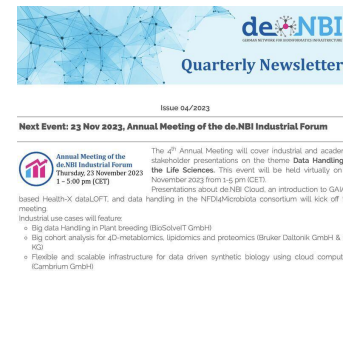 de.NBI
GERMAN NETWORK FOR BIOINFORMATICS INFRASTRUCTURE
Quarterly Newsletter
Issue 04/2023
Next Event: 23 Nov 2023, Annual Meeting of the de.NBI Industrial Forum
Annual Meeting of the
de.NBI Industrial Forum
Thursday, 23 November 2023
1 – 5:00 pm (CET)
The 4th Annual Meeting will cover industrial and
stakeholder presentations on the theme Data Handling
the Life Sciences. This event will be held virtually on
November 2023 from 1-5 pm (CET).
Presentations about de.NBI Cloud, an introduction to
based Health-X dataLOFT, and data handling in the NFDI4Microbiota consortium will kick off
meeting.
Industrial use cases will feature:
Big data Handling in Plant breeding (BioSolveIT GmbH)
Big cohort analysis for 4D-metabolomics, lipidomics and proteomics (Bruker Daltonik GmbH &
KG)
Flexible and scalable infrastructure for data driven synthetic biology using cloud
(Cambrium GmbH)